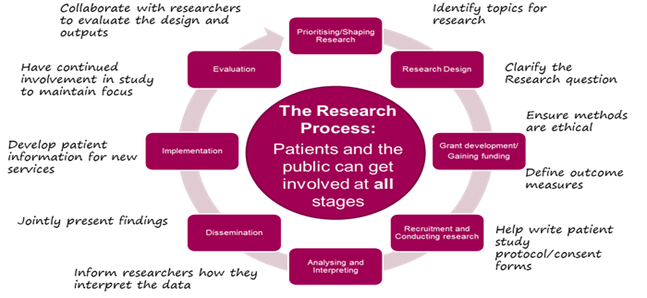 Collaborate with researchers
to evaluate the design and
outputs
Prioritising/Shaping
Research
Identify topics for
research
Research Design
Clarify the
Research question
Ensure methods
are ethical
Grant development/
Gaining funding
Define outcome
measures
Recruitment and
Conducting research
Help write patient
study
protocol/consent
forms
Analysing and
Interpreting
Inform researchers how they
interpret the data
Dissemination
Jointly present findings
Implementation
Develop patient
information for new
services
Evaluation
Have continued
involvement in study
to maintain focus
The Research
Process:
Patients and the
public can get
involved at all
stages